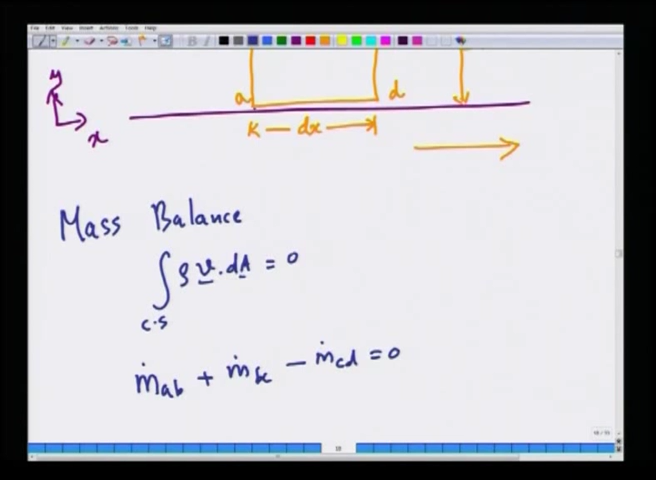 y
a
d
x
dx
Mass Balance
∫ ρ v . dA = 0
c.s
ṁab + ṁbc − ṁcd = 0